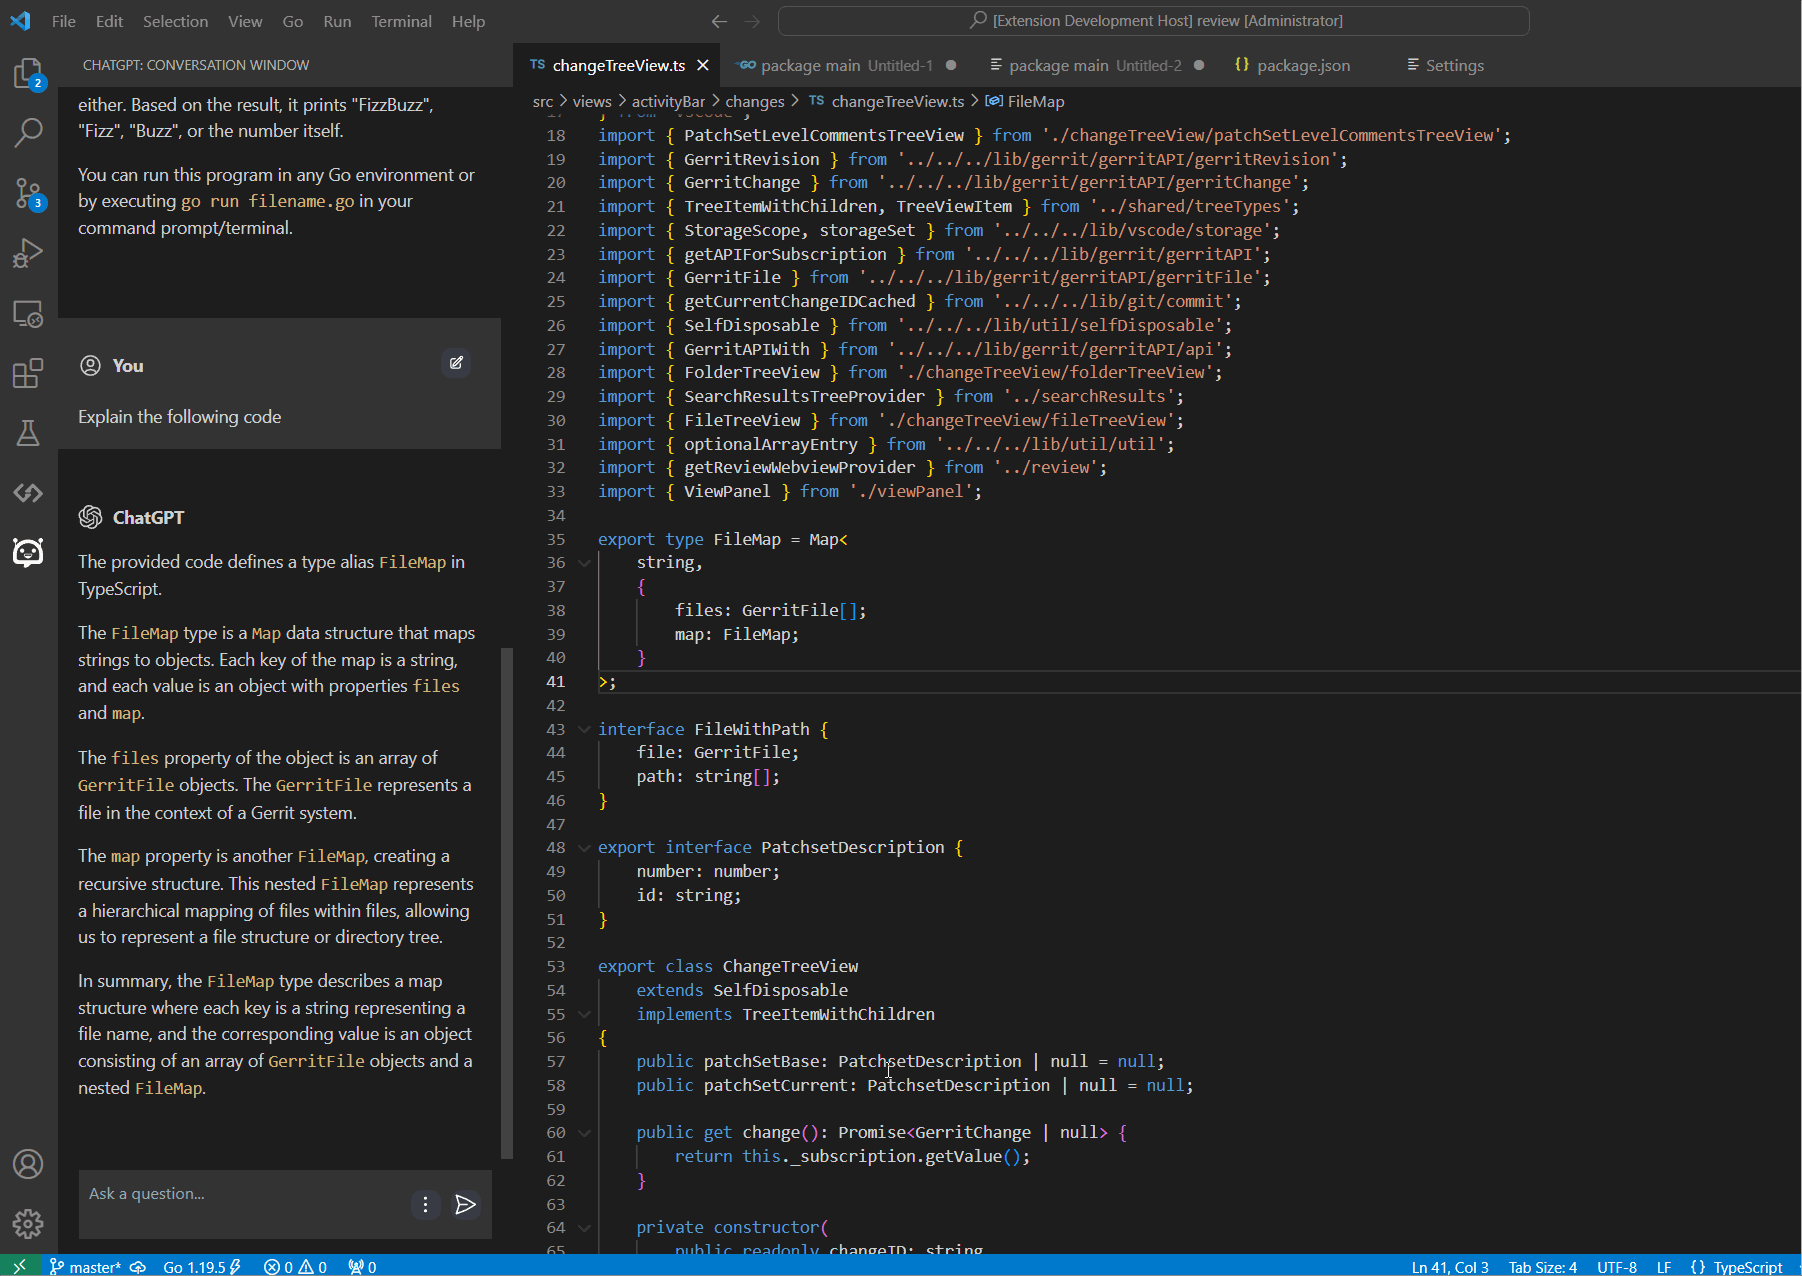 File Edit Selection View Go Run Terminal Help
[Extension Development Host] review [Administrator]
CHATGPT: CONVERSATION WINDOW
either. Based on the result, it prints "FizzBuzz",
"Fizz", "Buzz", or the number itself.
You can run this program in any Go environment or
by executing go run filename.go in your
command prompt/terminal.
You
Explain the following code
ChatGPT
The provided code defines a type alias FileMap in
TypeScript.
The FileMap type is a Map data structure that maps
strings to objects. Each key of the map is a string,
and each value is an object with properties files
and map.
The files property of the object is an array of
GerritFile objects. The GerritFile represents a
file in the context of a Gerrit system.
The map property is another FileMap, creating a
recursive structure. This nested FileMap represents
a hierarchical mapping of files within files, allowing
us to represent a file structure or directory tree.
In summary, the FileMap type describes a map
structure where each key is a string representing a
file name, and the corresponding value is an object
consisting of an array of GerritFile objects and a
nested FileMap.
Ask a question...
2
3
TS changeTreeView.ts × GO package main Untitled-1 ● package main Untitled-2 ● {} package.json Settings
src > views > activityBar > changes > TS changeTreeView.ts > FileMap
17 } from 'vscode';
18 import { PatchSetLevelCommentsTreeView } from './changeTreeView/patchSetLevelCommentsTreeView';
19 import { GerritRevision } from '../../../lib/gerrit/gerritAPI/gerritRevision';
20 import { GerritChange } from '../../../lib/gerrit/gerritAPI/gerritChange';
21 import { TreeItemWithChildren, TreeViewItem } from '../shared/treeTypes';
22 import { StorageScope, storageSet } from '../../../lib/vscode/storage';
23 import { getAPIForSubscription } from '../../../lib/gerrit/gerritAPI';
24 import { GerritFile } from '../../../lib/gerrit/gerritAPI/gerritFile';
25 import { getCurrentChangeIDCached } from '../../../lib/git/commit';
26 import { SelfDisposable } from '../../../lib/util/selfDisposable';
27 import { GerritAPIWith } from '../../../lib/gerrit/gerritAPI/api';
28 import { FolderTreeView } from './changeTreeView/folderTreeView';
29 import { SearchResultsTreeProvider } from '../searchResults';
30 import { FileTreeView } from './changeTreeView/fileTreeView';
31 import { optionalArrayEntry } from '../../../lib/util/util';
32 import { getReviewWebviewProvider } from '../review';
33 import { ViewPanel } from './viewPanel';
34
35 export type FileMap = Map<
36 string,
37 {
38 files: GerritFile[];
39 map: FileMap;
40 }
41 >;
42
43 interface FileWithPath {
44 file: GerritFile;
45 path: string[];
46 }
47
48 export interface PatchsetDescription {
49 number: number;
50 id: string;
51 }
52
53 export class ChangeTreeView
54 extends SelfDisposable
55 implements TreeItemWithChildren
56 {
57 public patchSetBase: PatchsetDescription | null = null;
58 public patchSetCurrent: PatchsetDescription | null = null;
59
60 public get change(): Promise<GerritChange | null> {
61 return this._subscription.getValue();
62 }
63
64 private constructor(
65 public readonly changeID: string
master* Go 1.19.5 0 0 0 Ln 41, Col 3 Tab Size: 4 UTF-8 LF {} TypeScript